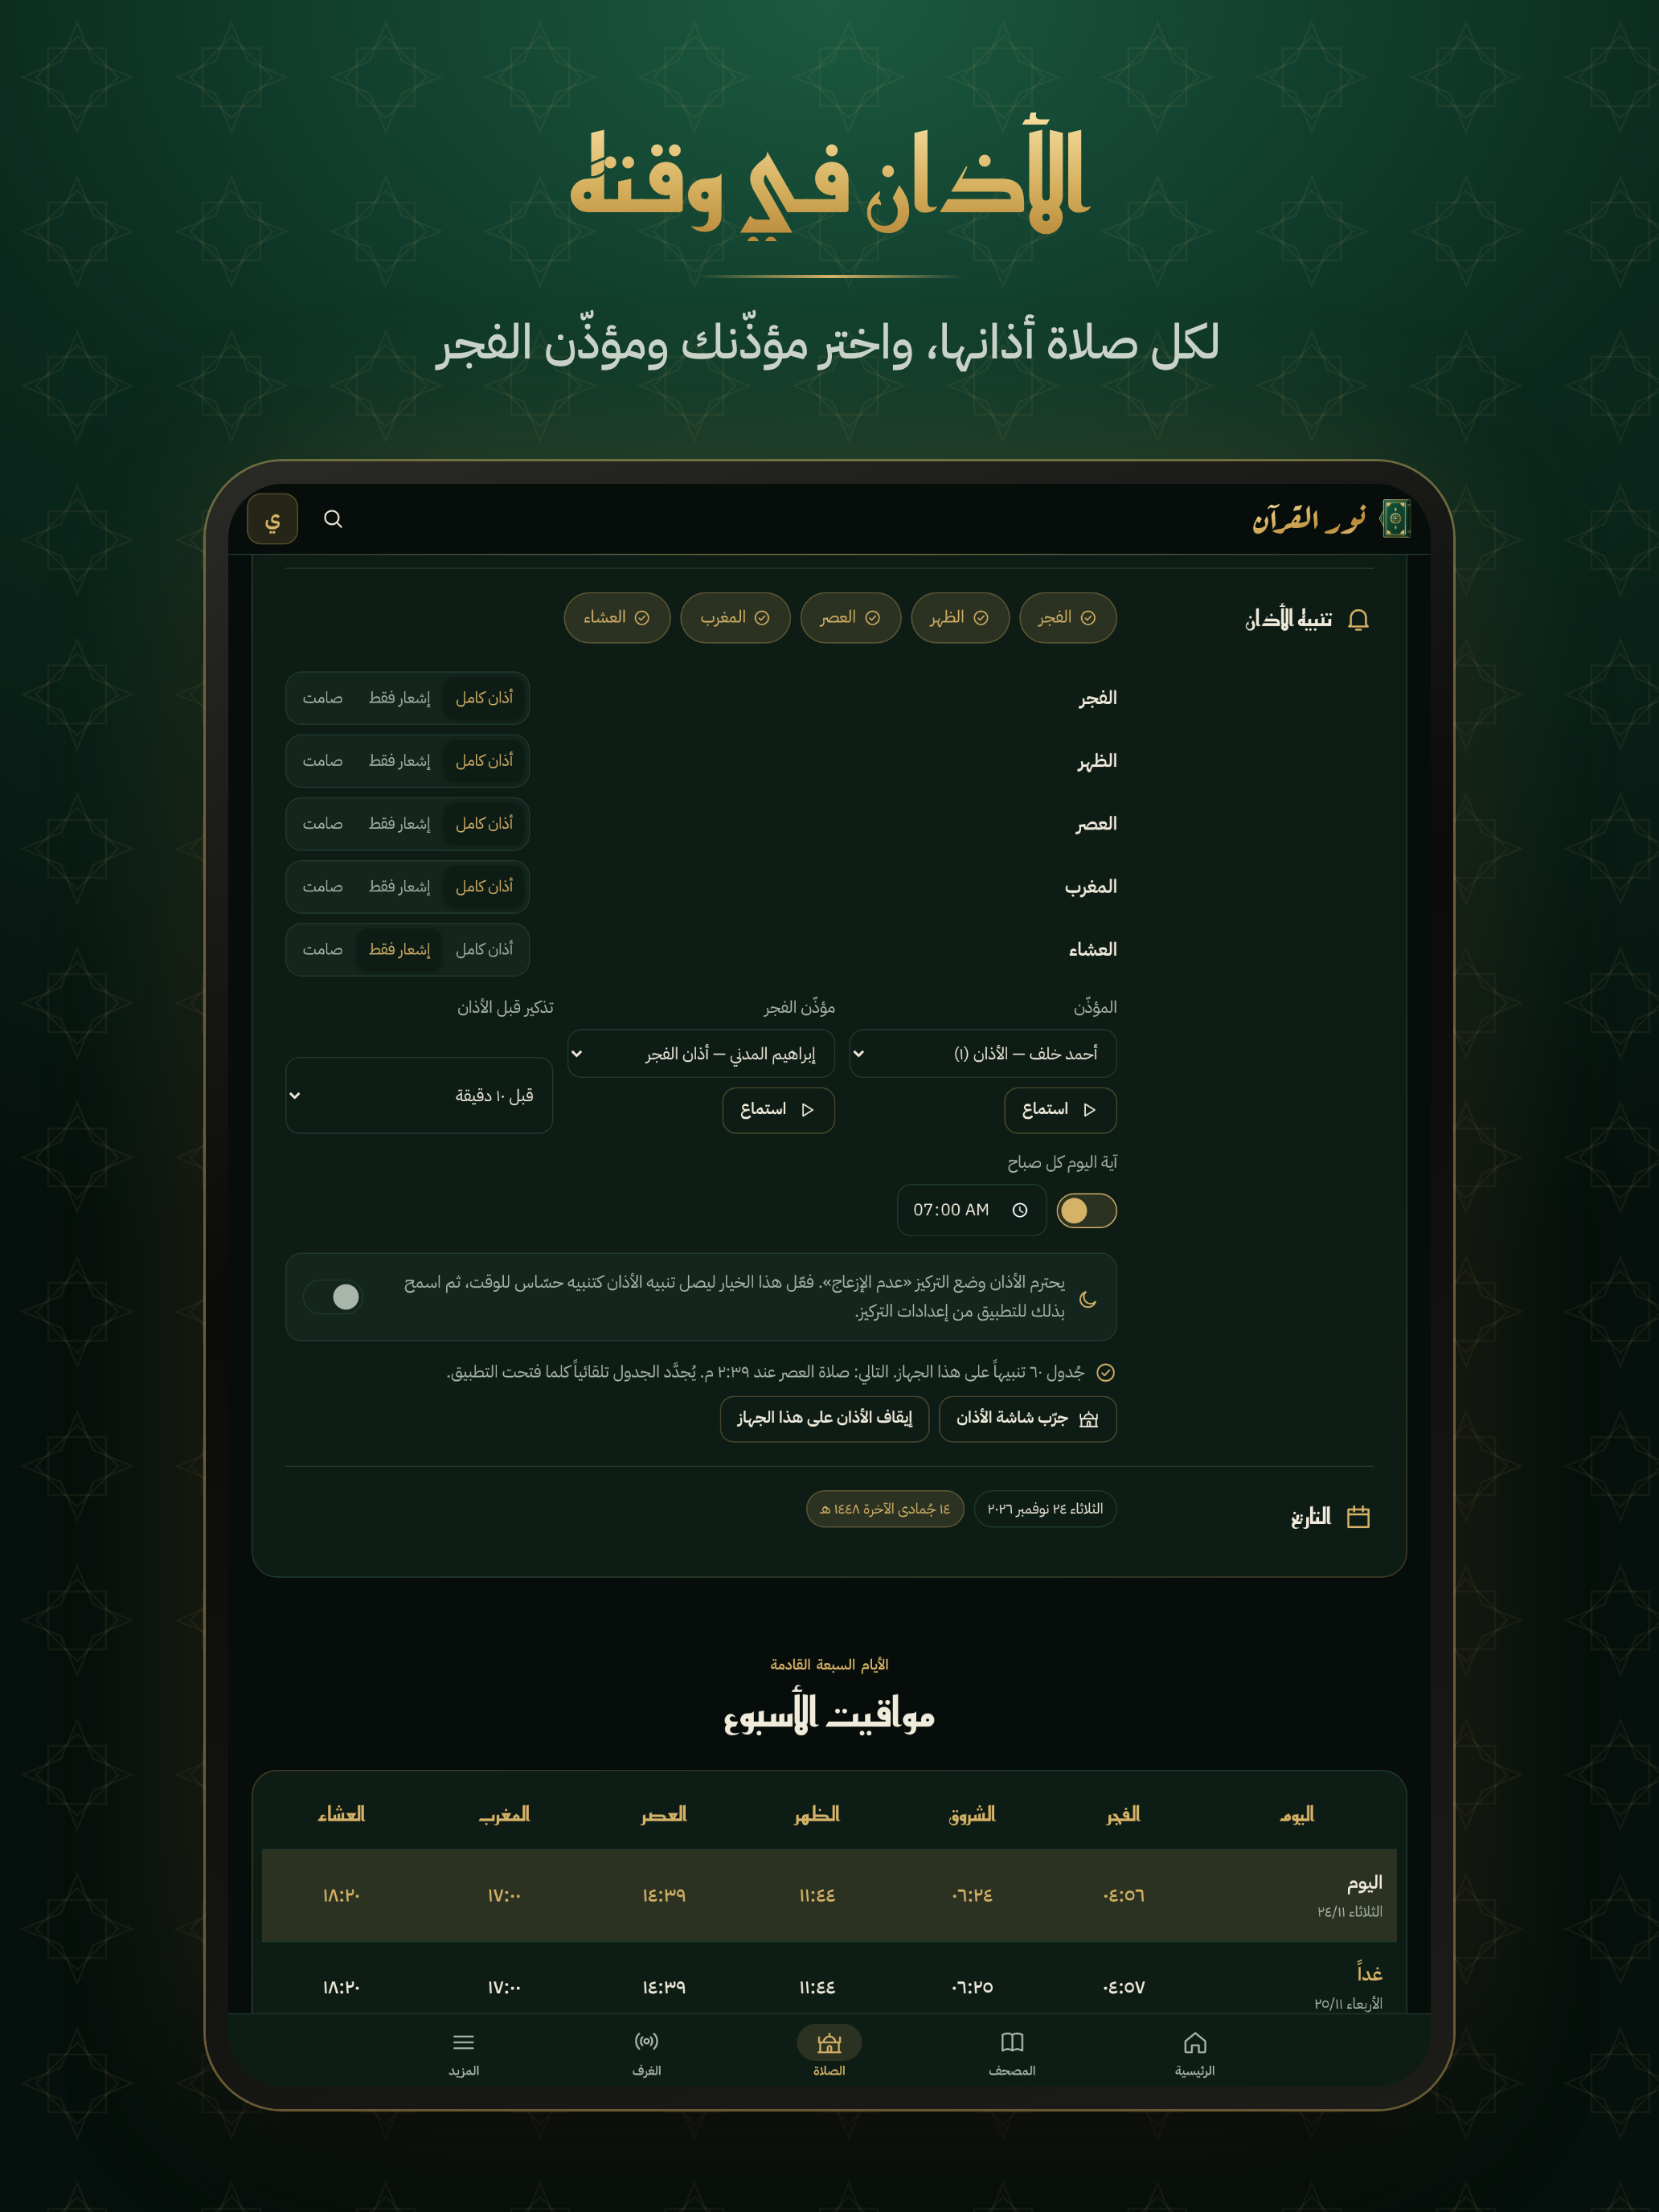 الأذان في وقته
لكل صلاة أذانها، واختر مؤذّنك ومؤذّن الفجر
نور القرآن
ي
تنبيه الأذان
الفجر الظهر العصر المغرب العشاء
الفجر أذان كامل إشعار فقط صامت
الظهر أذان كامل إشعار فقط صامت
العصر أذان كامل إشعار فقط صامت
المغرب أذان كامل إشعار فقط صامت
العشاء أذان كامل إشعار فقط صامت
المؤذّن مؤذّن الفجر تذكير قبل الأذان
أحمد خلف — الأذان (١) إبراهيم المدني — أذان الفجر قبل ١٠ دقيقة
استماع استماع
آية اليوم كل صباح
07:00 AM
يحترم الأذان وضع التركيز «عدم الإزعاج». فعّل هذا الخيار ليصل تنبيه الأذان كتنبيه حسّاس للوقت، ثم اسمح
بذلك للتطبيق من إعدادات التركيز.
جُدول ٦٠ تنبيهاً على هذا الجهاز. التالي: صلاة العصر عند ٢:٣٩ م. يُجدَّد الجدول تلقائياً كلما فتحت التطبيق.
جرّب شاشة الأذان إيقاف الأذان على هذا الجهاز
التاريخ الثلاثاء ٢٤ نوفمبر ٢٠٢٦ ١٤ جُمادى الآخرة ١٤٤٨ هـ
الأيام السبعة القادمة
مواقيت الأسبوع
اليوم الفجر الشروق الظهر العصر المغرب العشاء
اليوم ٠٤:٥٦ ٠٦:٢٤ ١١:٤٤ ١٤:٣٩ ١٧:٠٠ ١٨:٢٠
الثلاثاء ٢٤/١١
غداً ٠٤:٥٧ ٠٦:٢٥ ١١:٤٤ ١٤:٣٩ ١٧:٠٠ ١٨:٢٠
الأربعاء ٢٥/١١
الرئيسية المصحف الصلاة الغرف المزيد